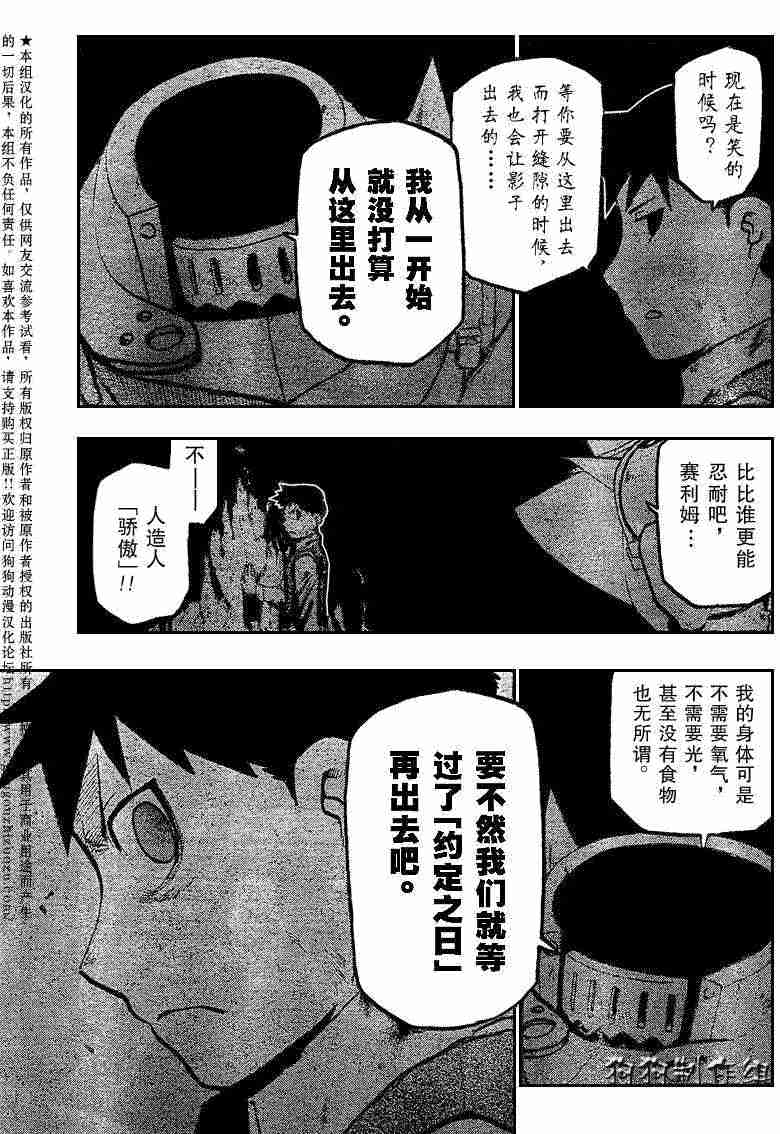 现在是笑的
时候吗？
等你要从这里出去
而打开缝隙的时候，
我也会让影子
出去的……
我从一开始
就没打算
从这里出去。
比比谁更能
忍耐吧，
赛利姆…
不——
人造人
「骄傲」!!
我的身体可是
不需要氧气，
不需要光，
甚至没有食物
也无所谓。
要不然我们就等
过了「约定之日」
再出去吧。
★本组汉化的所有作品，仅供网友交流参考试看，所有版权归原作者和被原作者授权的出版社所有
的一切后果，本组不负任何责任。如喜欢本作品，请支持购买正版!!欢迎访问狗狗动漫汉化论坛
狗狗制作组